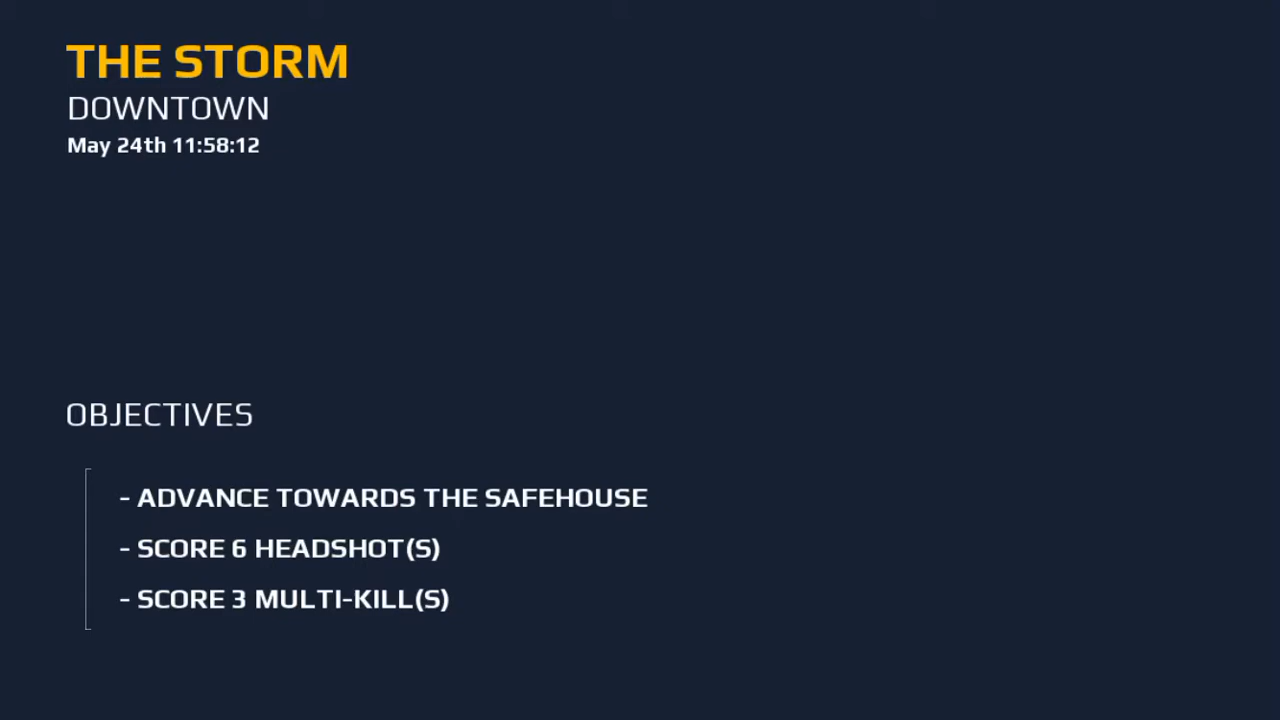 THE STORM
DOWNTOWN
May 24th 11:58:12
OBJECTIVES
- ADVANCE TOWARDS THE SAFEHOUSE
- SCORE 6 HEADSHOT(S)
- SCORE 3 MULTI-KILL(S)